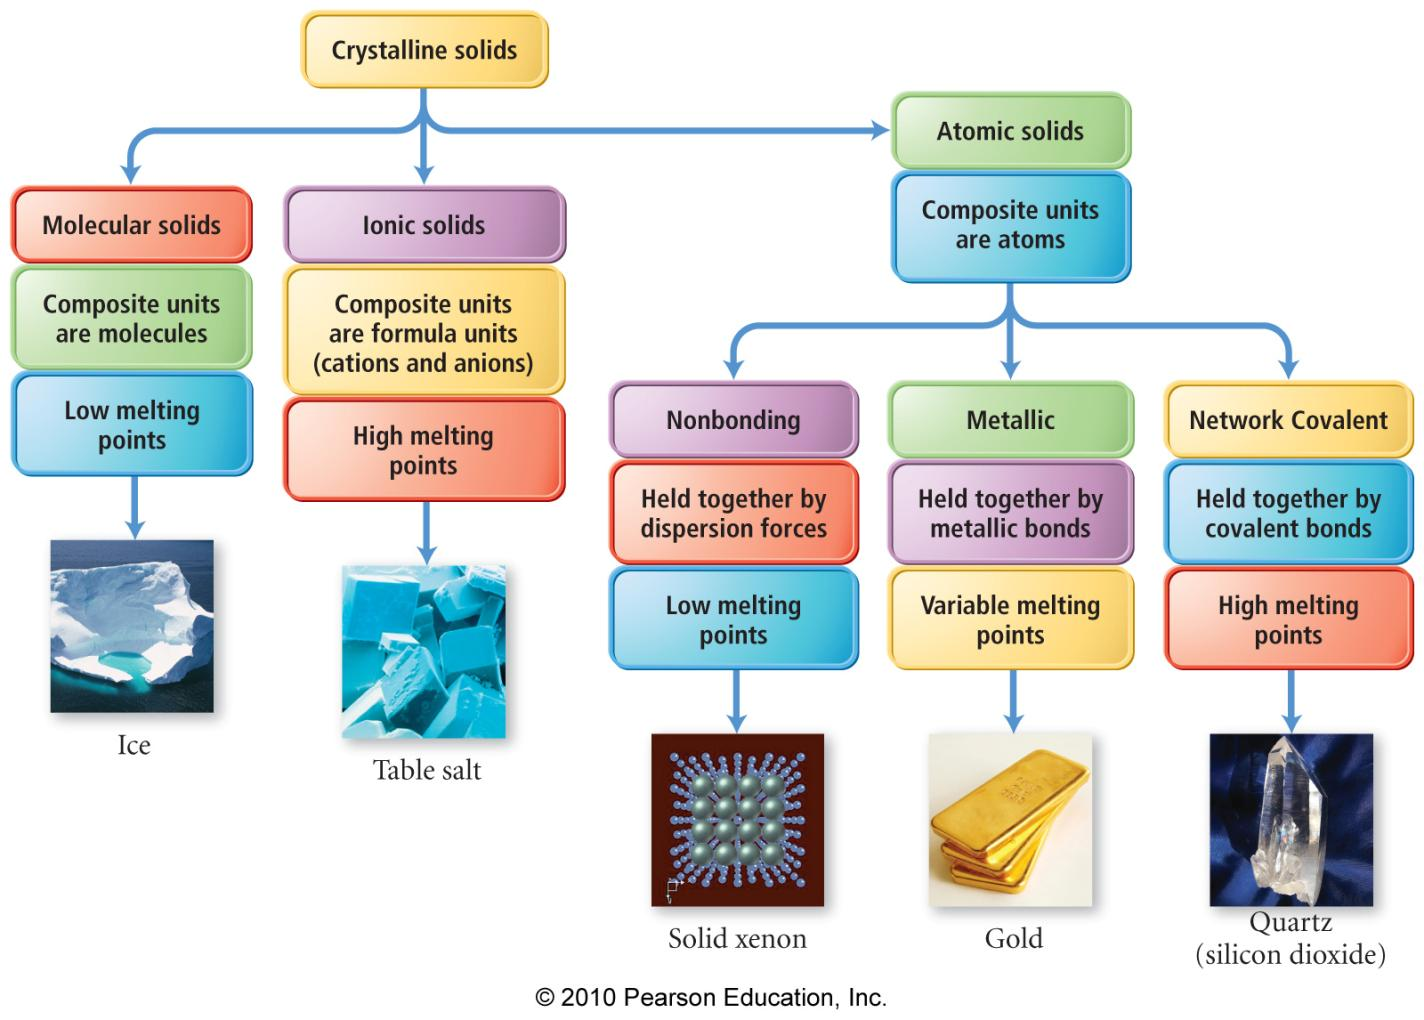 Crystalline solids
Atomic solids
Composite units
are atoms
Molecular solids
Composite units
are molecules
Low melting
points
Ice
Ionic solids
Composite units
are formula units
(cations and anions)
High melting
points
Table salt
Nonbonding
Held together by
dispersion forces
Low melting
points
Solid xenon
Metallic
Held together by
metallic bonds
Variable melting
points
Gold
Network Covalent
Held together by
covalent bonds
High melting
points
Quartz
(silicon dioxide)
© 2010 Pearson Education, Inc.